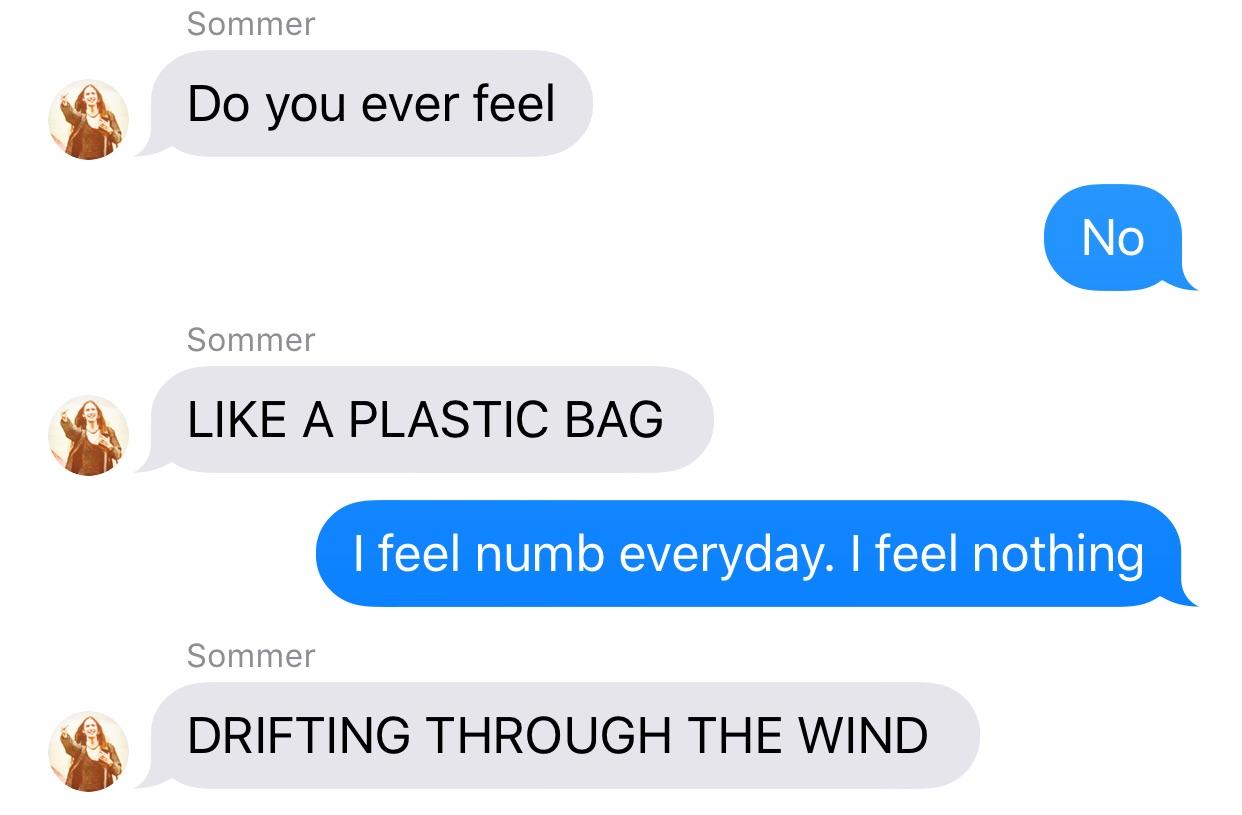 Sommer
Do you ever feel
No
Sommer
LIKE A PLASTIC BAG
I feel numb everyday. I feel nothing
Sommer
DRIFTING THROUGH THE WIND